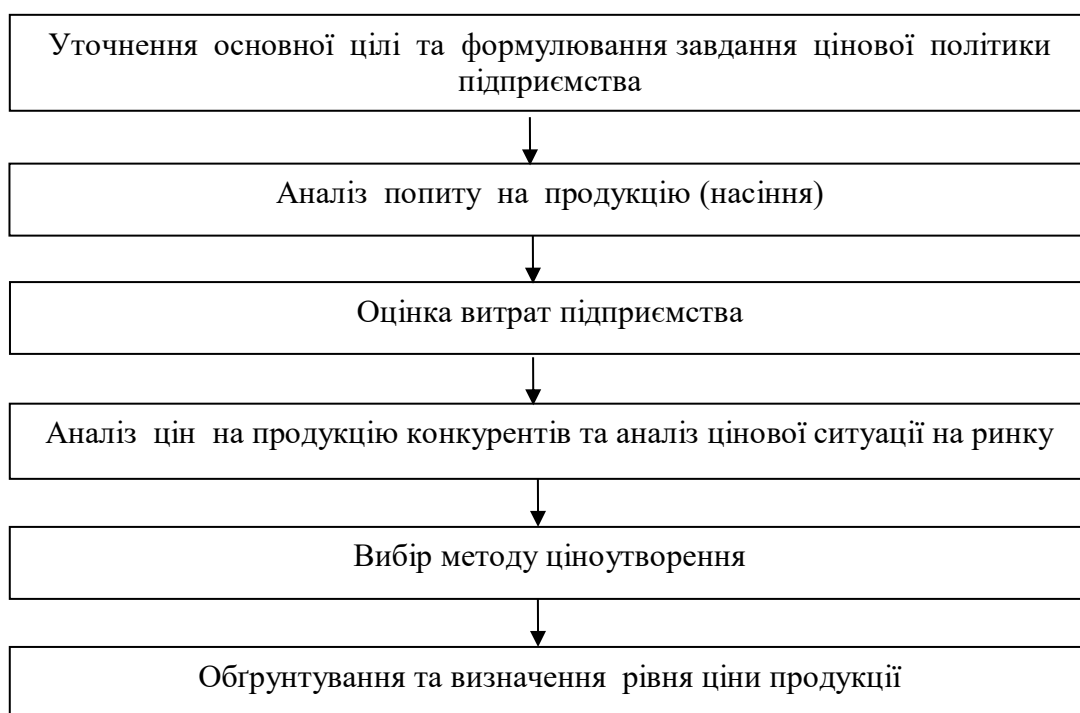 Уточнення основної цілі та формулювання завдання цінової політики
підприємства
Аналіз попиту на продукцію (насіння)
Оцінка витрат підприємства
Аналіз цін на продукцію конкурентів та аналіз цінової ситуації на ринку
Вибір методу ціноутворення
Обґрунтування та визначення рівня ціни продукції